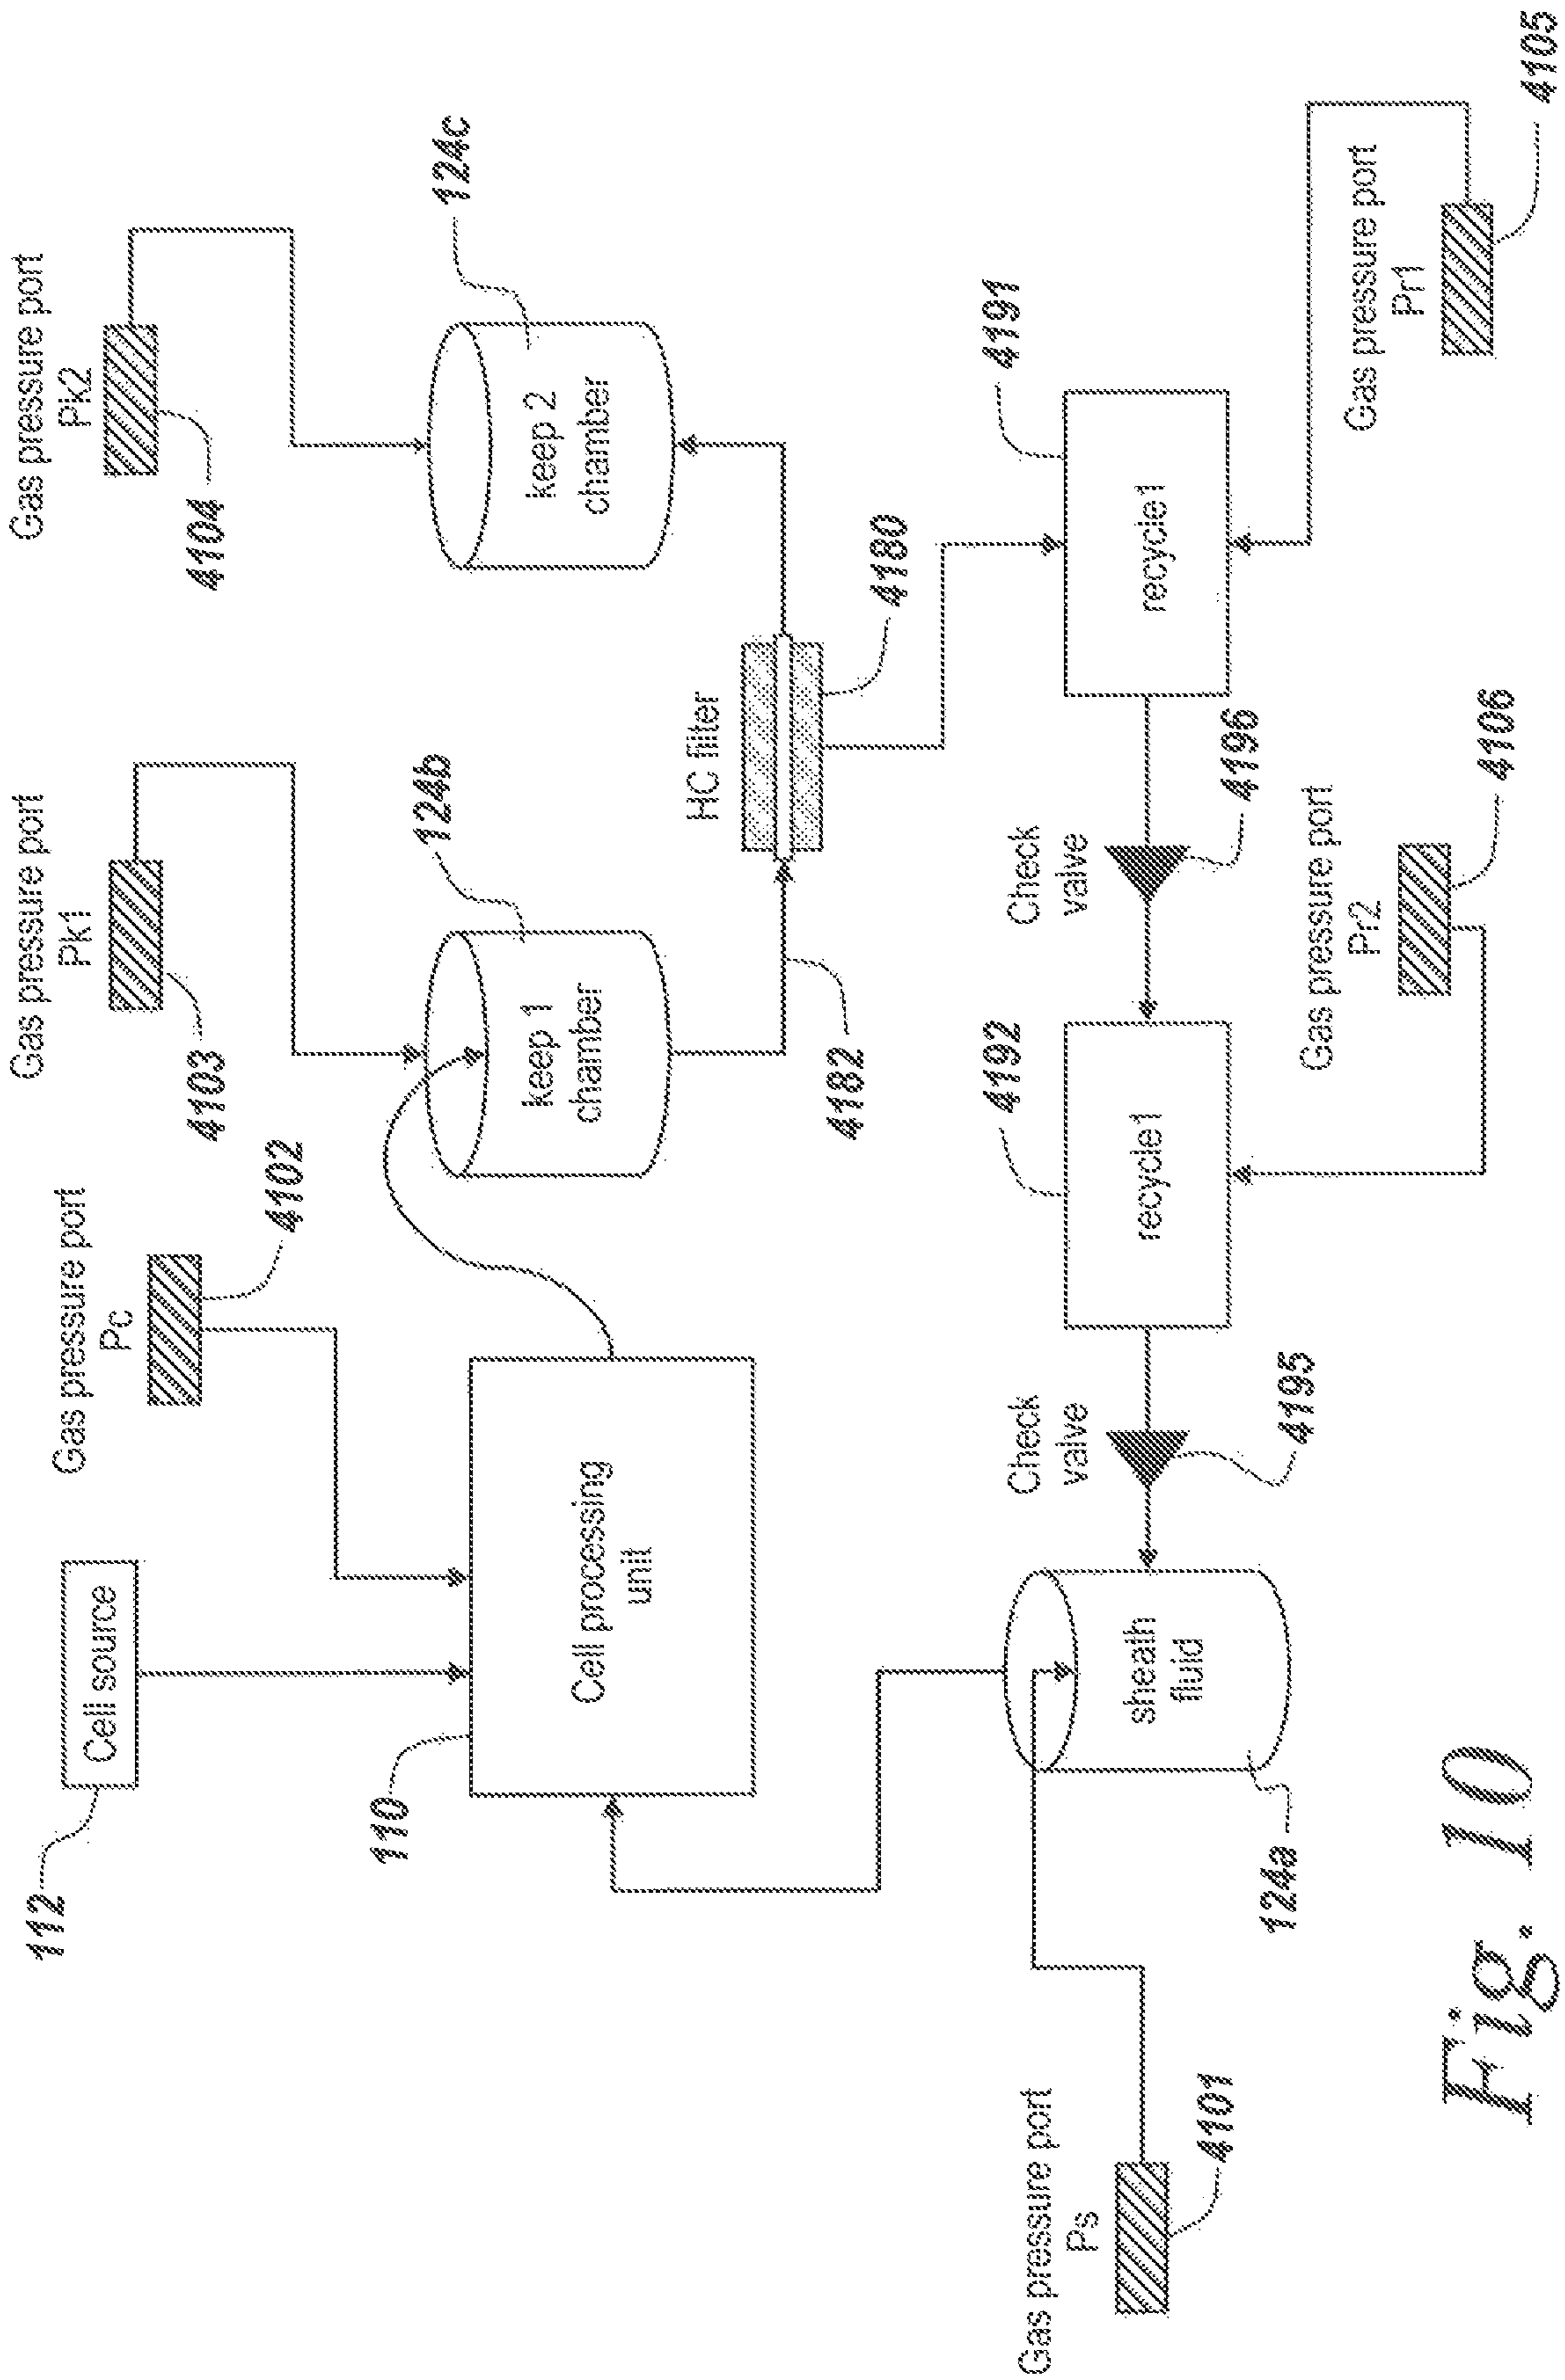 Gas pressure port
Pk2
4104
124c
Gas pressure port
Pk1
4103
124b
Gas pressure port
Pc
4102
Cell source
112
keep 2
chamber
keep 1
chamber
HC filter
4180
4182
Cell processing
unit
110
4191
recycle1
Check
valve
4196
4192
recycle1
Check
valve
4195
sheath
fluid
124a
Gas pressure port
Pr1
4105
Gas pressure port
Pr2
4106
Gas pressure port
Ps
4101
Fig. 10